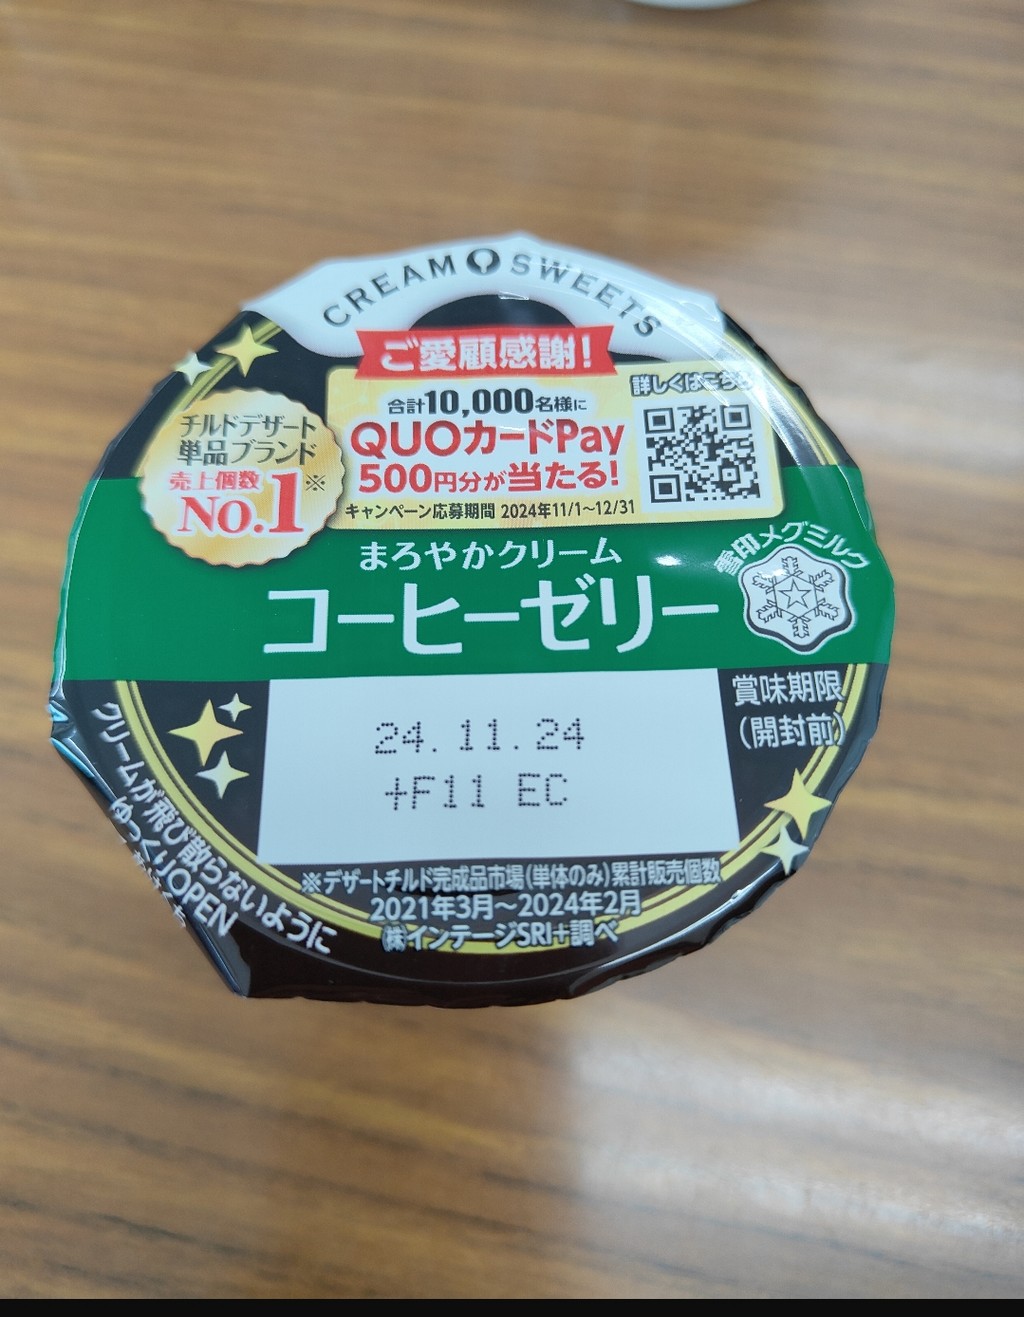 CREAM SWEETS
ご愛顧感謝!
合計10,000名様に
QUOカードPay
500円分が当たる!
キャンペーン応募期間 2024年11/1~12/31
詳しくはこちら
チルドデザート
単品ブランド
売上個数
No.1※
まろやかクリーム
コーヒーゼリー
雪印メグミルク
賞味期限
(開封前)
24.11.24
+F11 EC
※デザートチルド完成品市場(単体のみ)累計販売個数
2021年3月~2024年2月
㈱インテージSRI+調べ
クリームが飛び散らないように
ゆっくりOPEN